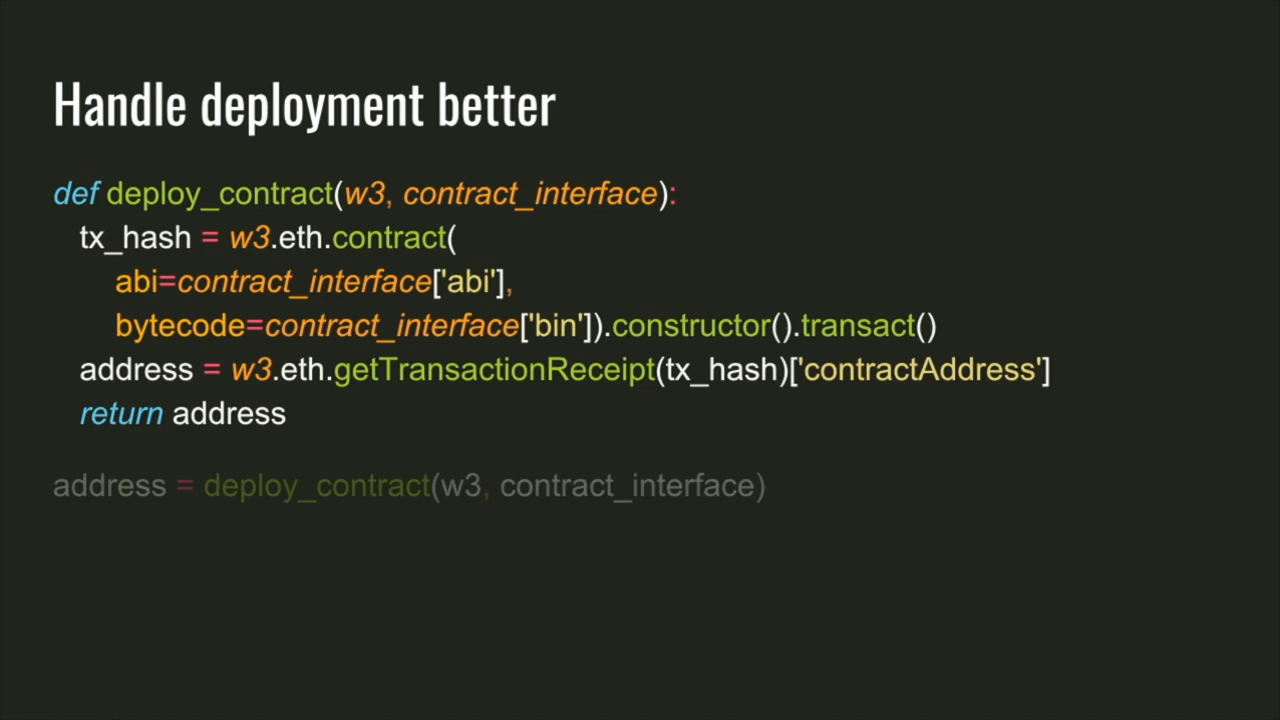 Handle deployment better
def deploy_contract(w3, contract_interface):
tx_hash = w3.eth.contract(
abi=contract_interface['abi'],
bytecode=contract_interface['bin']).constructor().transact()
address = w3.eth.getTransactionReceipt(tx_hash)['contractAddress']
return address
address = deploy_contract(w3, contract_interface)